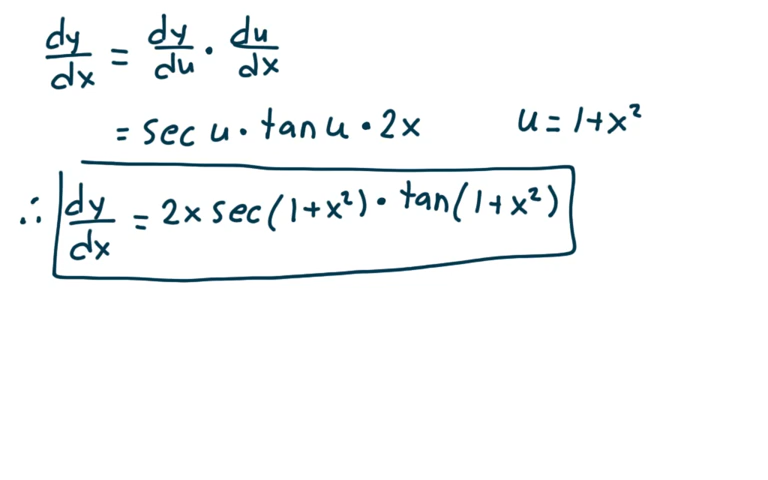 dy/dx = dy/du · du/dx
= sec u · tan u · 2x    u = 1+x²
∴ dy/dx = 2x sec(1+x²) · tan(1+x²)